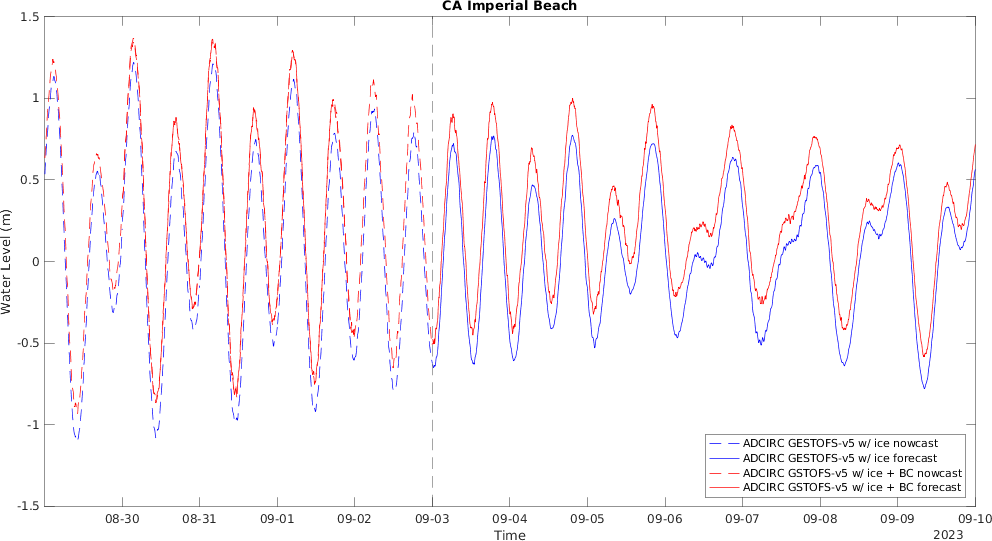 CA Imperial Beach
1.5
1
0.5
0
-0.5
-1
-1.5
Water Level (m)
08-30 08-31 09-01 09-02 09-03 09-04 09-05 09-06 09-07 09-08 09-09 09-10
Time
2023
ADCIRC GESTOFS-v5 w/ ice nowcast
ADCIRC GESTOFS-v5 w/ ice forecast
ADCIRC GSTOFS-v5 w/ ice + BC nowcast
ADCIRC GSTOFS-v5 w/ ice + BC forecast